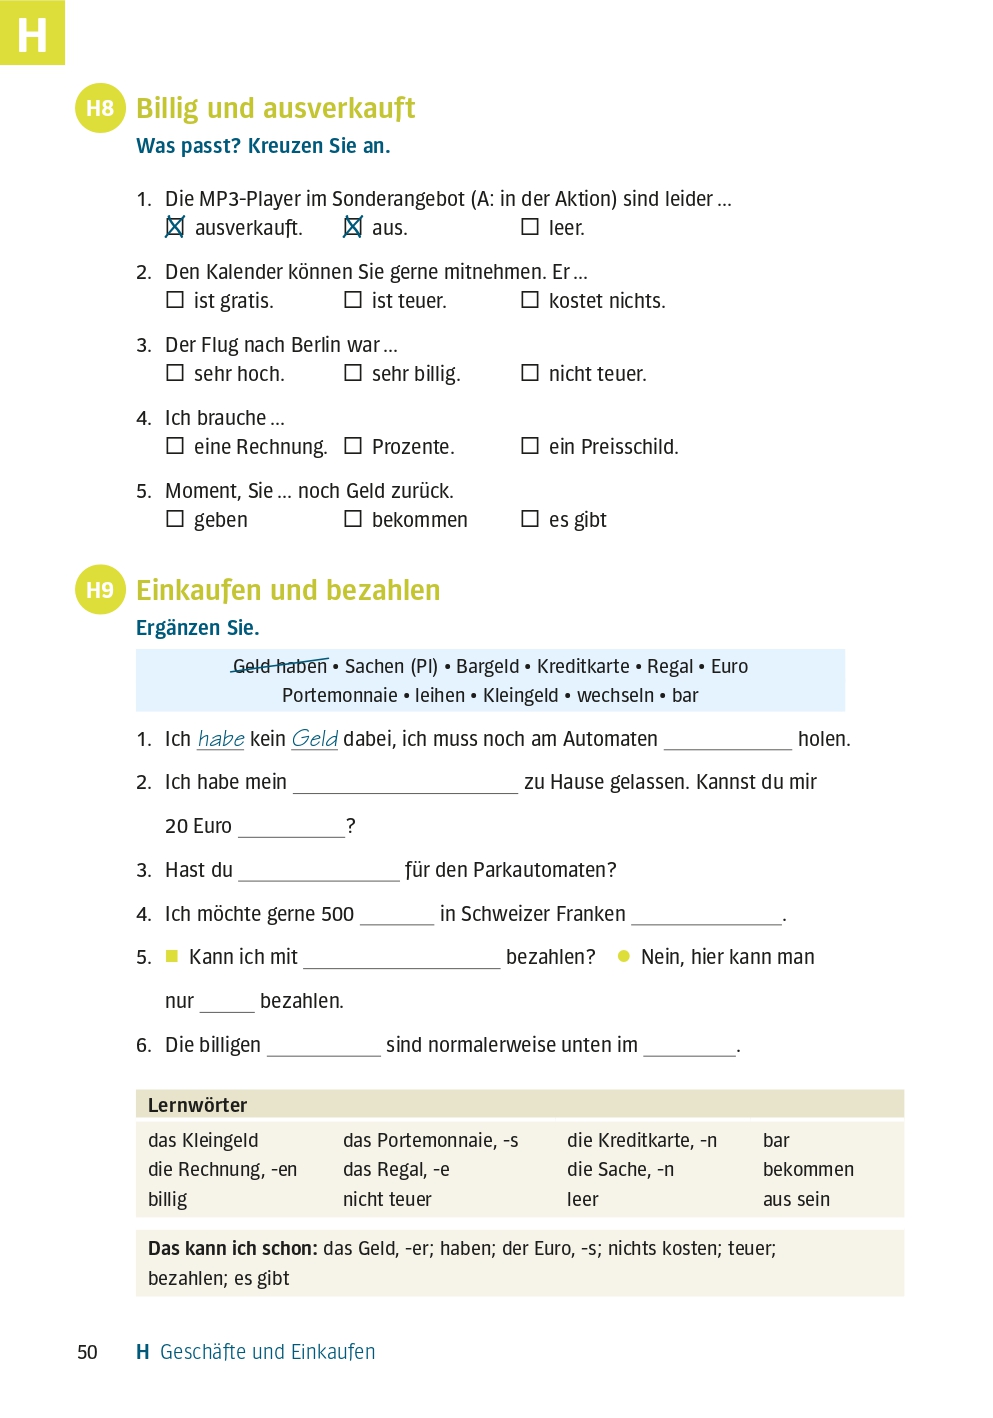 H
H8 Billig und ausverkauft
Was passt? Kreuzen Sie an.
1. Die MP3-Player im Sonderangebot (A: in der Aktion) sind leider ...
☒ ausverkauft. ☒ aus. ☐ leer.
2. Den Kalender können Sie gerne mitnehmen. Er ...
☐ ist gratis. ☐ ist teuer. ☐ kostet nichts.
3. Der Flug nach Berlin war ...
☐ sehr hoch. ☐ sehr billig. ☐ nicht teuer.
4. Ich brauche ...
☐ eine Rechnung. ☐ Prozente. ☐ ein Preisschild.
5. Moment, Sie ... noch Geld zurück.
☐ geben ☐ bekommen ☐ es gibt
H9 Einkaufen und bezahlen
Ergänzen Sie.
Geld haben • Sachen (Pl) • Bargeld • Kreditkarte • Regal • Euro
Portemonnaie • leihen • Kleingeld • wechseln • bar
1. Ich habe kein Geld dabei, ich muss noch am Automaten ____________ holen.
2. Ich habe mein ____________ zu Hause gelassen. Kannst du mir
20 Euro ____________?
3. Hast du ____________ für den Parkautomaten?
4. Ich möchte gerne 500 ________ in Schweizer Franken ____________.
5. ■ Kann ich mit ____________ bezahlen? ● Nein, hier kann man
nur ______ bezahlen.
6. Die billigen ____________ sind normalerweise unten im __________.
Lernwörter
das Kleingeld das Portemonnaie, -s die Kreditkarte, -n bar
die Rechnung, -en das Regal, -e die Sache, -n bekommen
billig nicht teuer leer aus sein
Das kann ich schon: das Geld, -er; haben; der Euro, -s; nichts kosten; teuer;
bezahlen; es gibt
50 H Geschäfte und Einkaufen